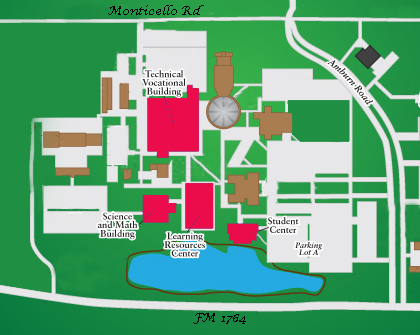 Monticello Rd
Amburn Road
Technical
Vocational
Building
Science
and Math
Building
Learning
Resources
Center
Student
Center
Parking
Lot A
FM 1764